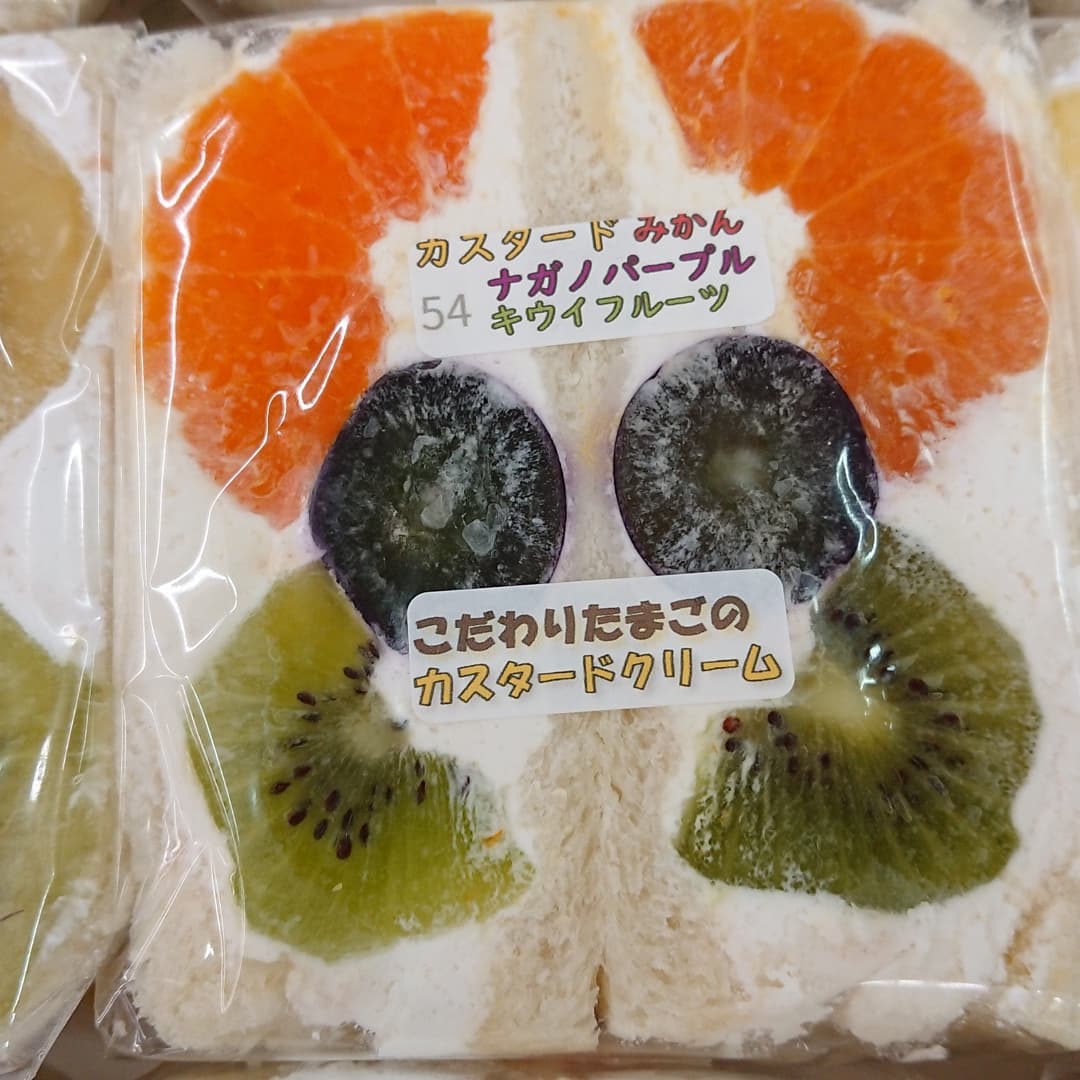 カスタード みかん
ナガノパープル
54 キウイフルーツ
こだわりたまごの
カスタードクリーム